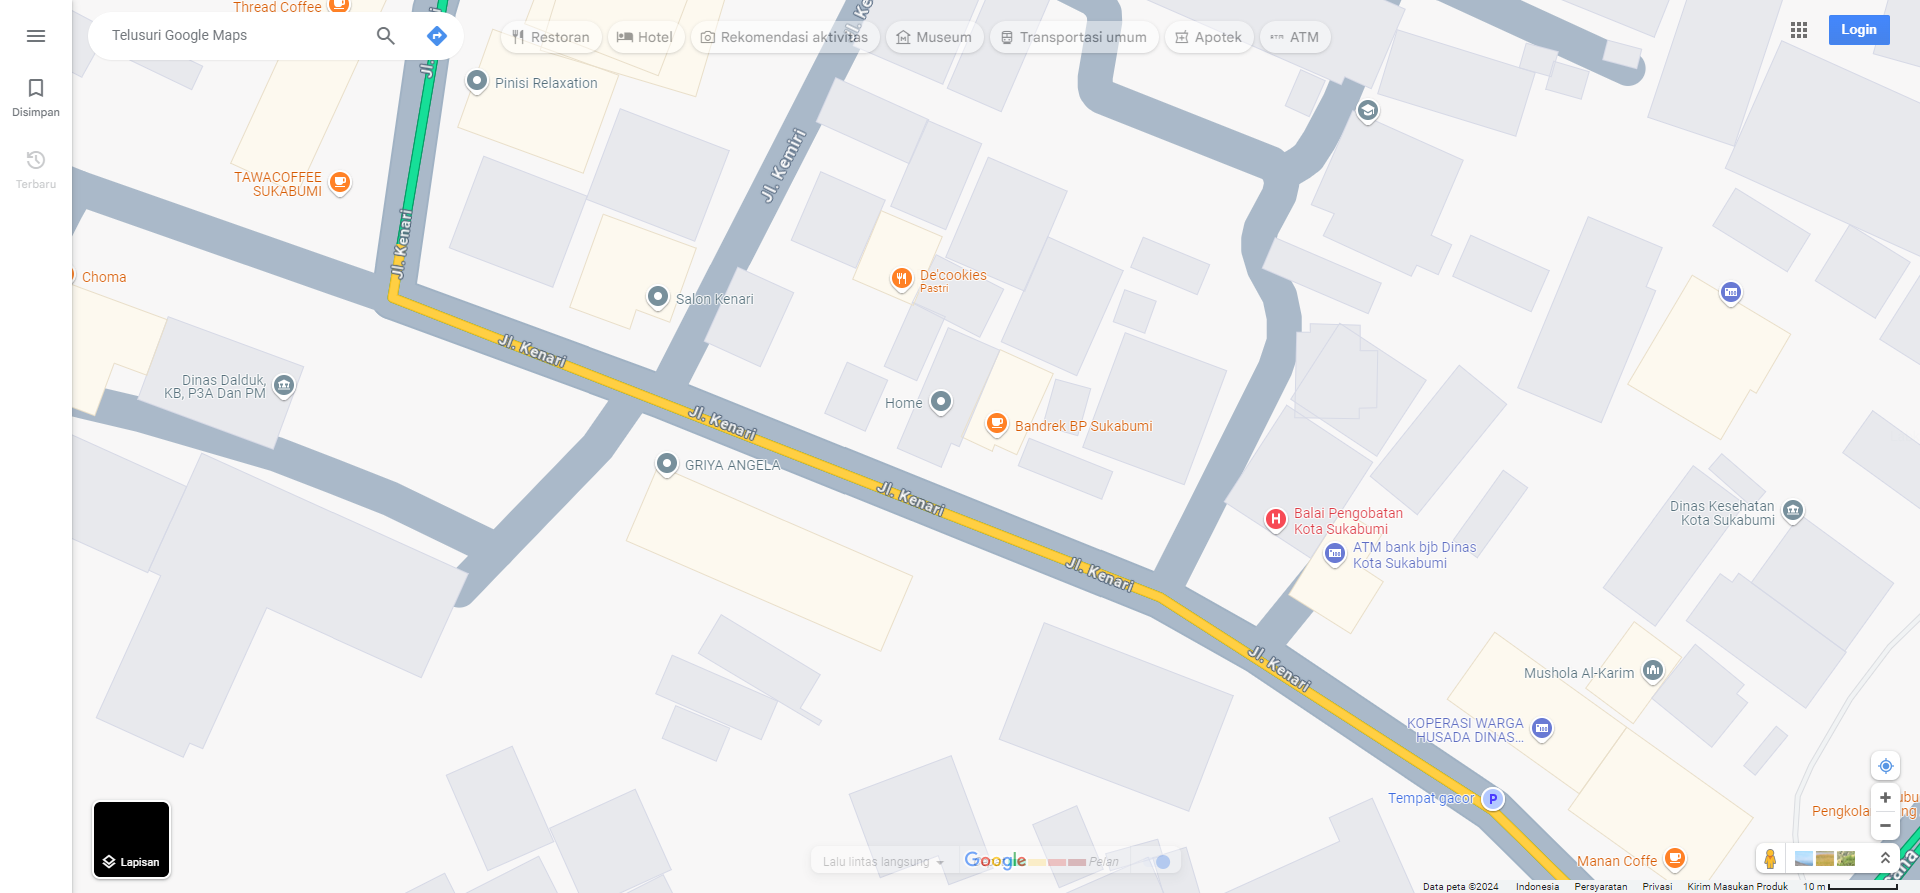 Thread Coffee
Telusuri Google Maps
Restoran
Hotel
Rekomendasi aktivitas
Museum
Transportasi umum
Apotek
ATM
Login
Disimpan
Terbaru
Pinisi Relaxation
Jl. Kemiri
TAWACOFFEE
SUKABUMI
Jl. Kenari
Choma
De'cookies
Pastri
Salon Kenari
Jl. Kenari
Dinas Dalduk,
KB, P3A Dan PM
Home
Jl. Kenari
Bandrek BP Sukabumi
GRIYA ANGELA
Jl. Kenari
Balai Pengobatan
Kota Sukabumi
Dinas Kesehatan
Kota Sukabumi
ATM bank bjb Dinas
Kota Sukabumi
Jl. Kenari
Jl. Kenari
Mushola Al-Karim
KOPERASI WARGA
HUSADA DINAS...
Tempat gacor
P
Manan Coffe
Lapisan
Lalu lintas langsung
Google
Pelan
Data peta ©2024
Indonesia
Persyaratan
Privasi
Kirim Masukan Produk
10 m